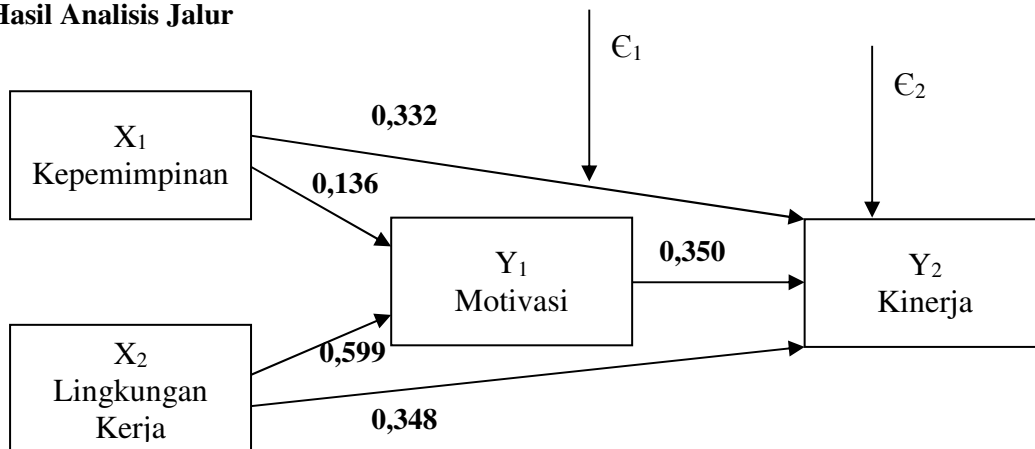 Hasil Analisis Jalur
Є1
Є2
0,332
X1
Kepemimpinan
0,136
Y1
Motivasi
0,350
Y2
Kinerja
X2
Lingkungan
Kerja
0,599
0,348